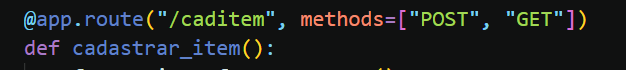 @app.route("/caditem", methods=["POST", "GET"])
def cadastrar_item():